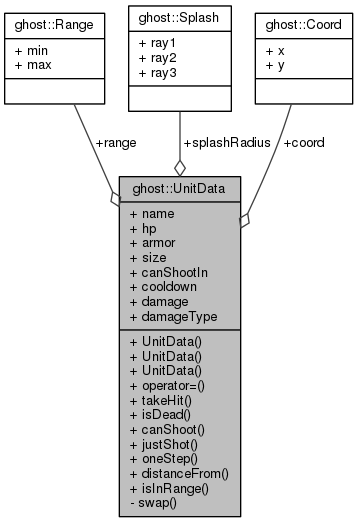 ghost::Range
+ min
+ max
ghost::Splash
+ ray1
+ ray2
+ ray3
ghost::Coord
+ x
+ y
+range
+splashRadius
+coord
ghost::UnitData
+ name
+ hp
+ armor
+ size
+ canShootIn
+ cooldown
+ damage
+ damageType
+ UnitData()
+ UnitData()
+ UnitData()
+ operator=()
+ takeHit()
+ isDead()
+ canShoot()
+ justShot()
+ oneStep()
+ distanceFrom()
+ isInRange()
- swap()